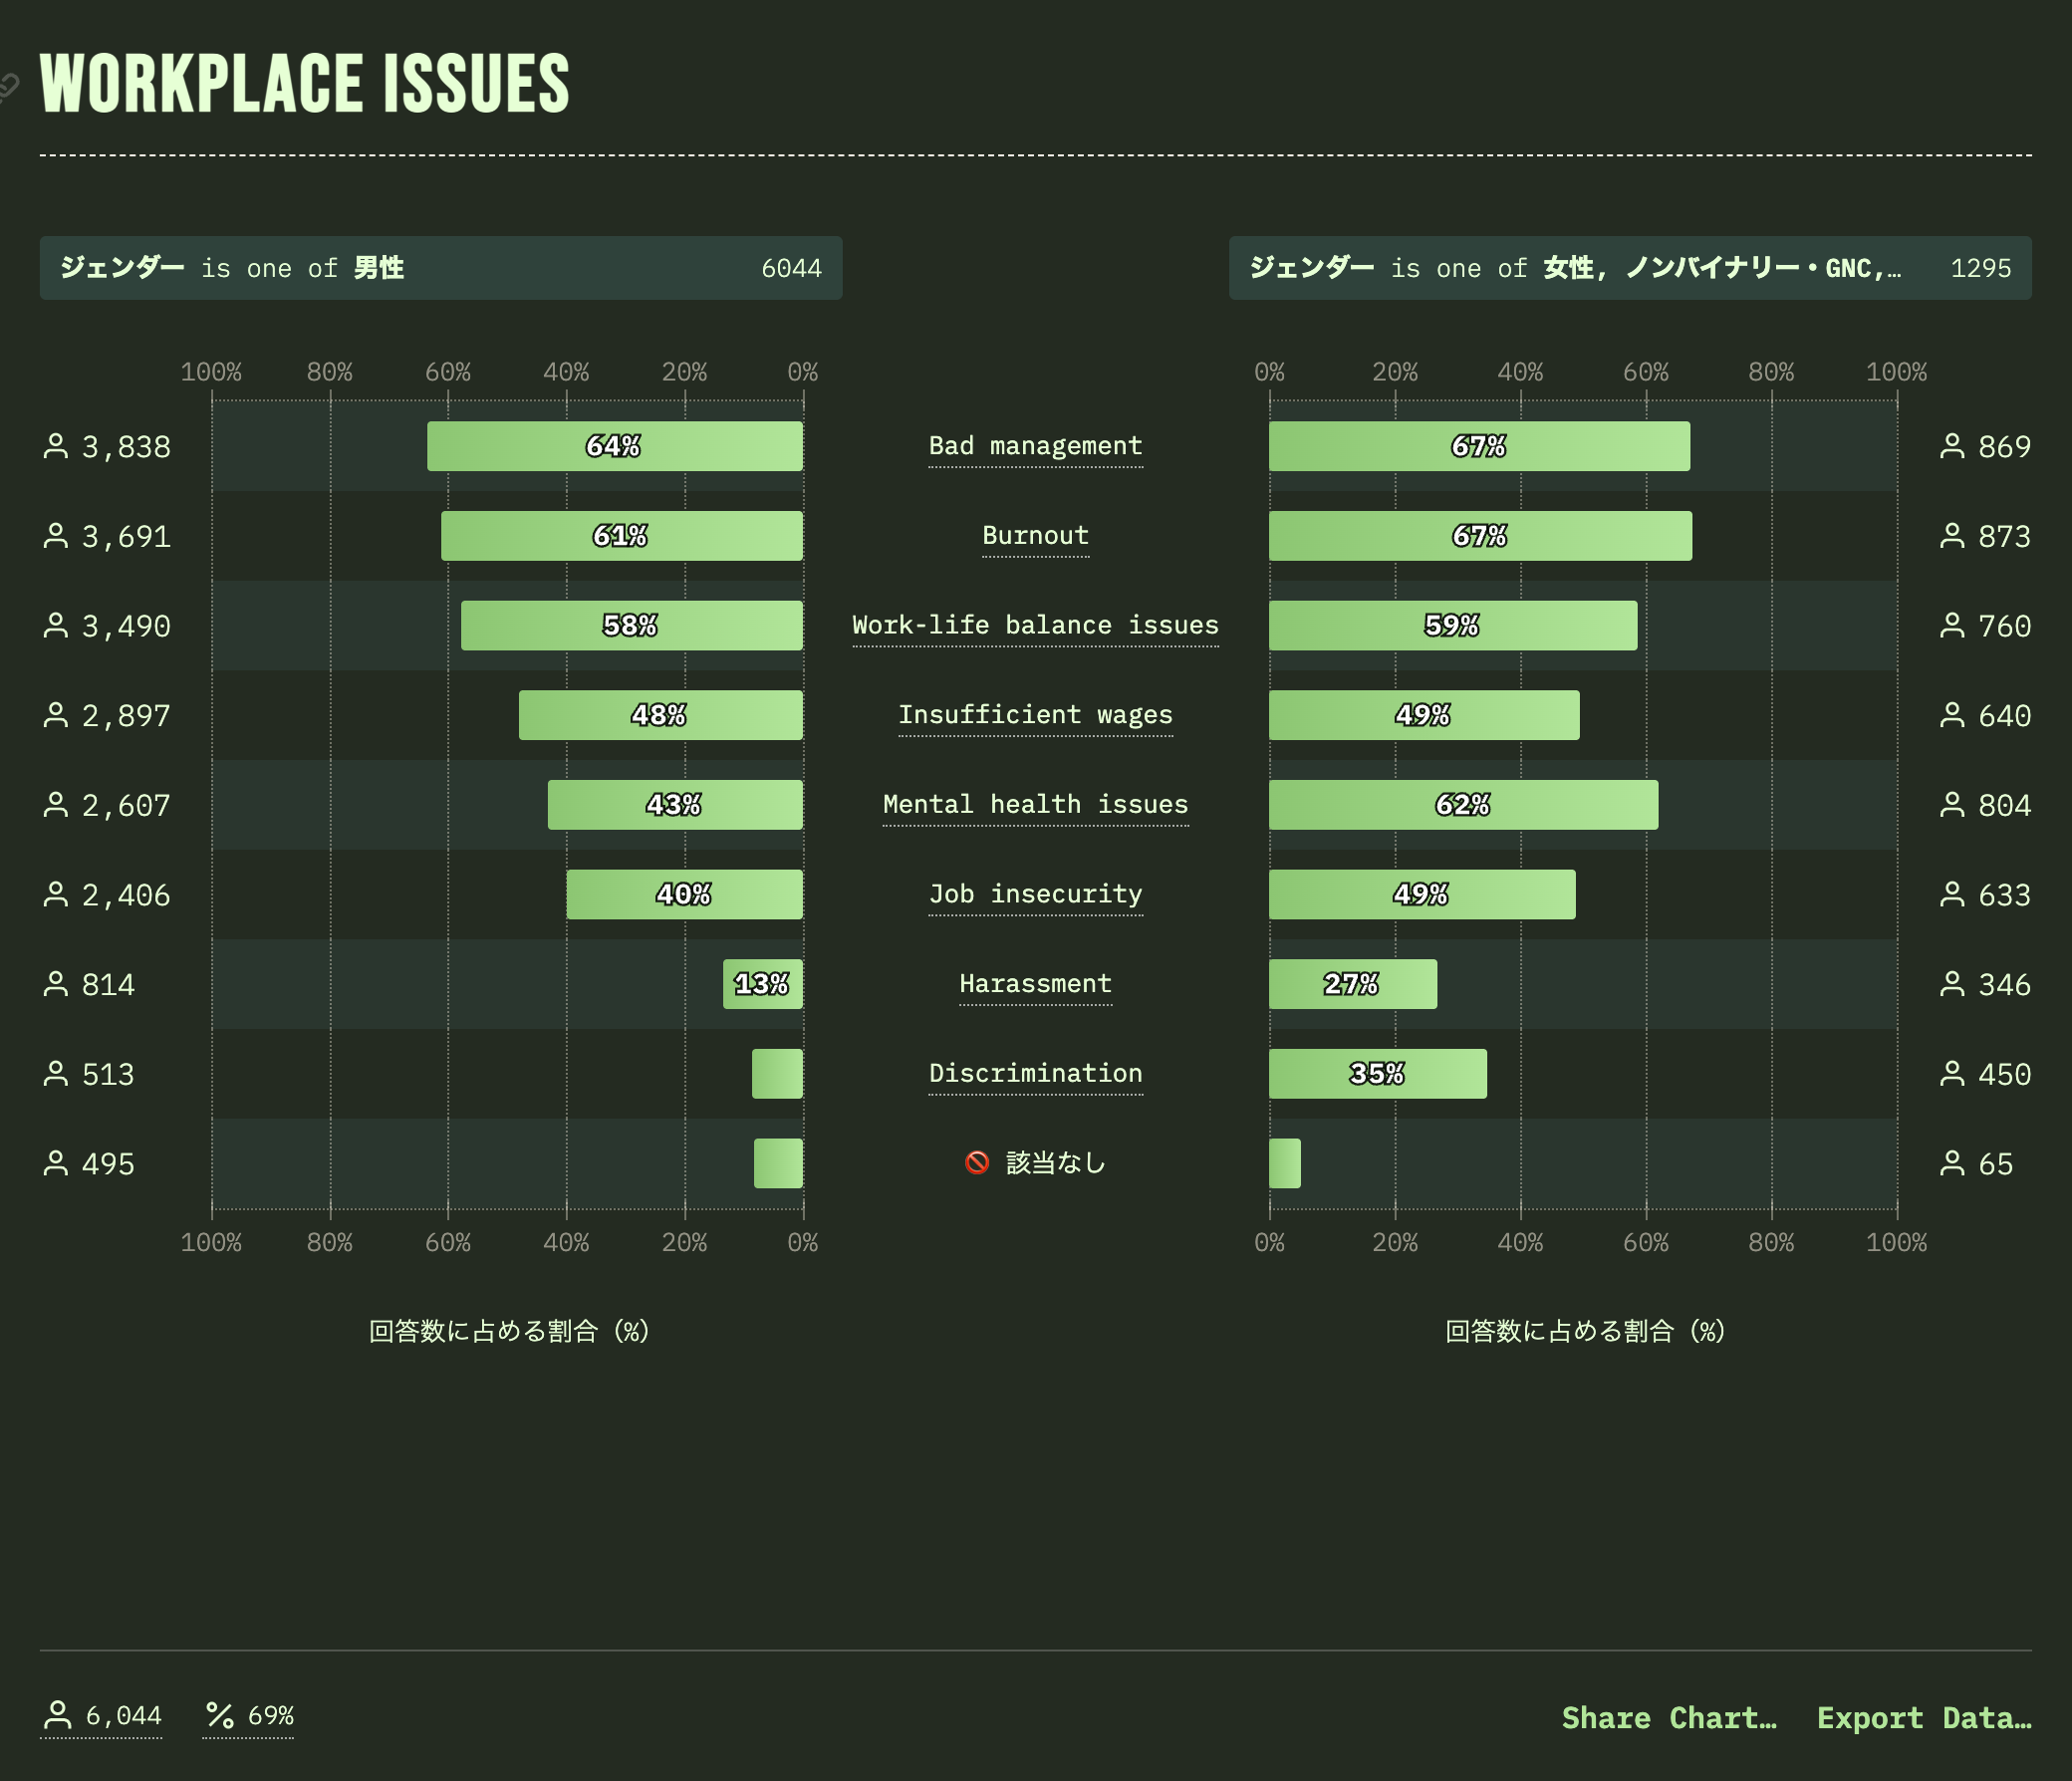 WORKPLACE ISSUES
ジェンダー is one of 男性 6044
ジェンダー is one of 女性, ノンバイナリー・GNC,… 1295
100% 80% 60% 40% 20% 0% 0% 20% 40% 60% 80% 100%
3,838 64% Bad management 67% 869
3,691 61% Burnout 67% 873
3,490 58% Work-life balance issues 59% 760
2,897 48% Insufficient wages 49% 640
2,607 43% Mental health issues 62% 804
2,406 40% Job insecurity 49% 633
814 13% Harassment 27% 346
513 Discrimination 35% 450
495 🚫 該当なし 65
100% 80% 60% 40% 20% 0% 0% 20% 40% 60% 80% 100%
回答数に占める割合 (%) 回答数に占める割合 (%)
6,044 % 69% Share Chart… Export Data…